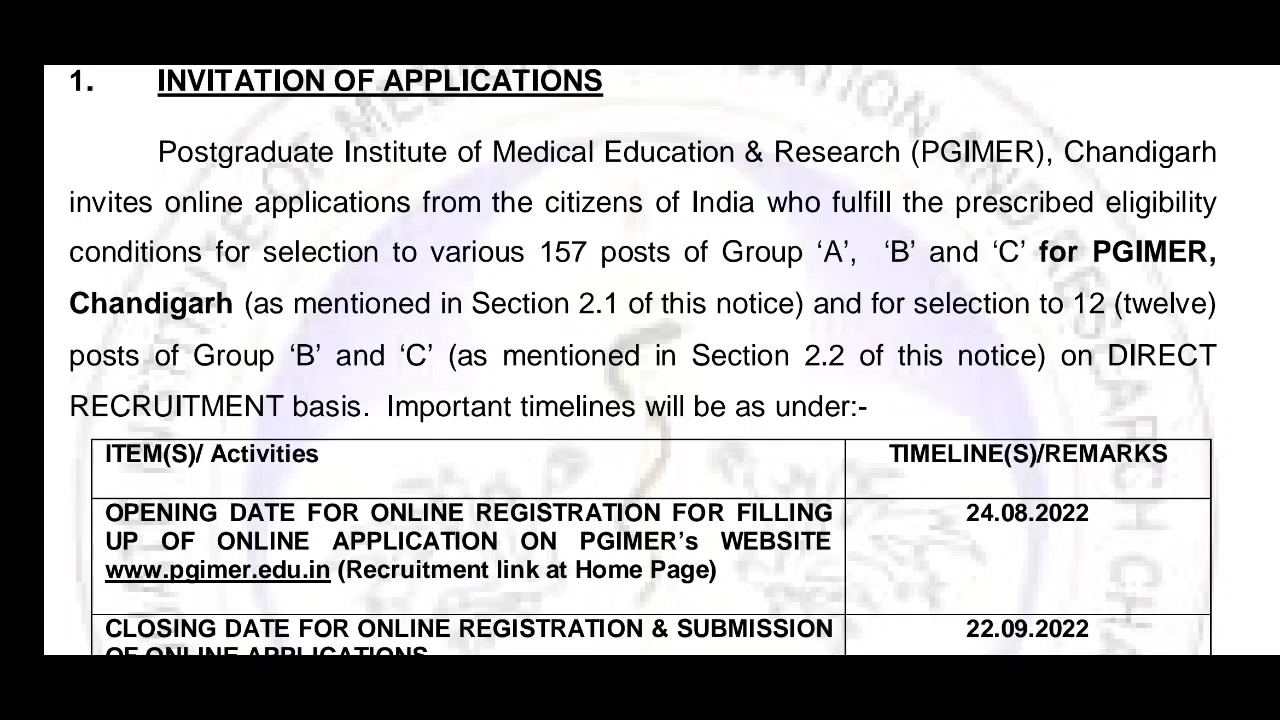 1. INVITATION OF APPLICATIONS
Postgraduate Institute of Medical Education & Research (PGIMER), Chandigarh
invites online applications from the citizens of India who fulfill the prescribed eligibility
conditions for selection to various 157 posts of Group ‘A’, ‘B’ and ‘C’ for PGIMER,
Chandigarh (as mentioned in Section 2.1 of this notice) and for selection to 12 (twelve)
posts of Group ‘B’ and ‘C’ (as mentioned in Section 2.2 of this notice) on DIRECT
RECRUITMENT basis. Important timelines will be as under:-
ITEM(S)/ Activities TIMELINE(S)/REMARKS
OPENING DATE FOR ONLINE REGISTRATION FOR FILLING 24.08.2022
UP OF ONLINE APPLICATION ON PGIMER’s WEBSITE
www.pgimer.edu.in (Recruitment link at Home Page)
CLOSING DATE FOR ONLINE REGISTRATION & SUBMISSION 22.09.2022
OF ONLINE APPLICATIONS